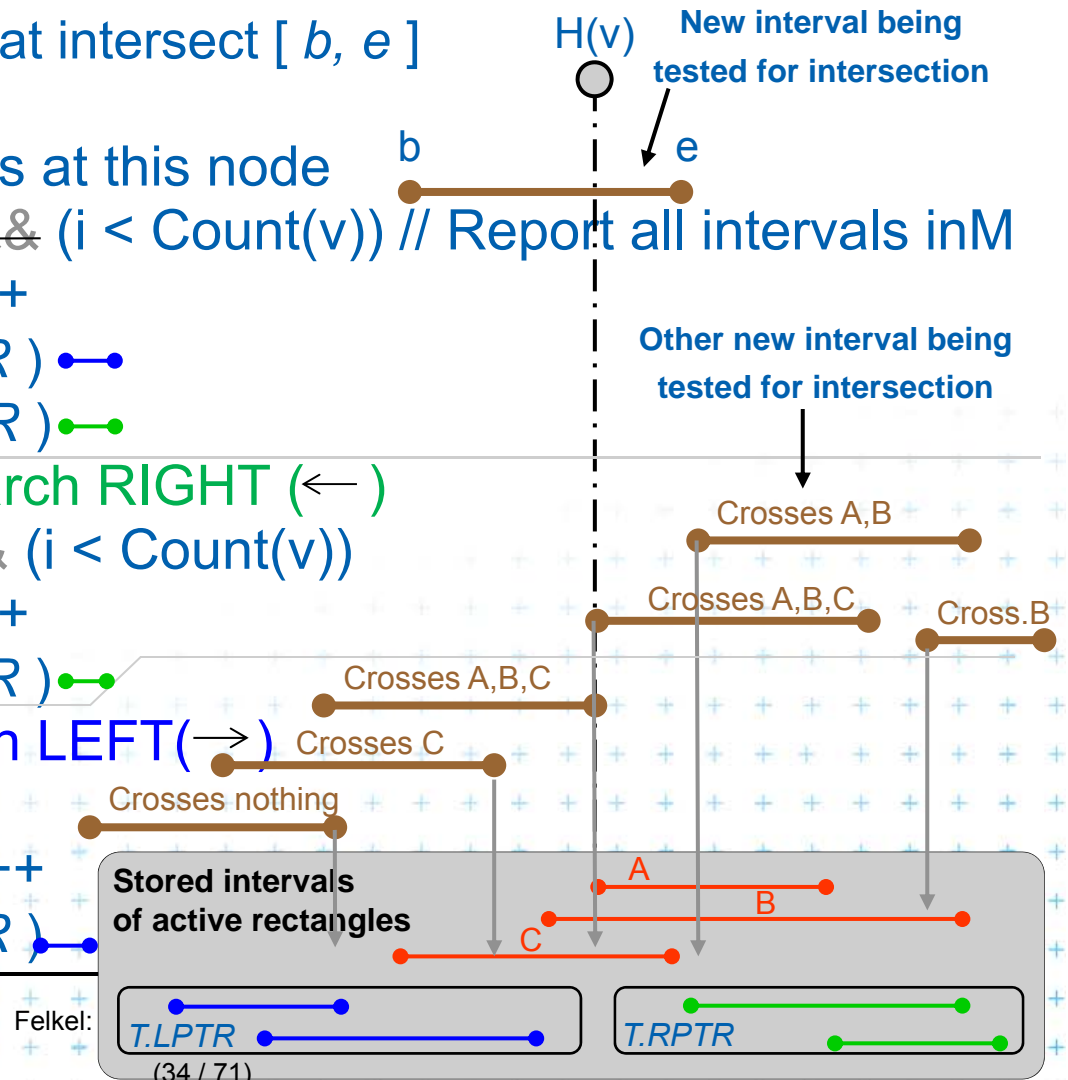 at intersect [ b, e ]
H(v)
New interval being
tested for intersection
b
e
s at this node
& (i < Count(v)) // Report all intervals inM
+
R )
Other new interval being
tested for intersection
R )
arch RIGHT (← )
Crosses A,B
& (i < Count(v))
+
Crosses A,B,C
Cross.B
R )
Crosses A,B,C
n LEFT(→ )
Crosses C
Crosses nothing
++
Stored intervals
of active rectangles
A
B
R )
C
Felkel:
T.LPTR
T.RPTR
(34 / 71)